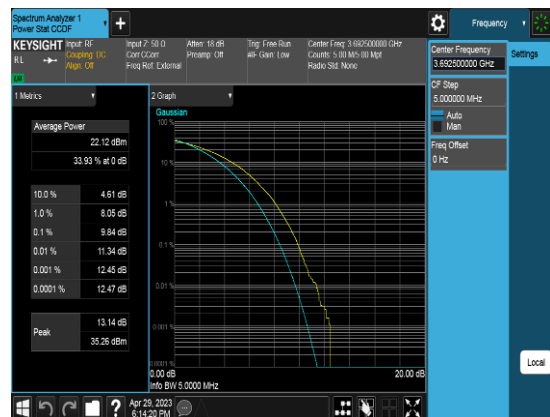 Spectrum Analyzer 1
Power Stat CCDF
+
Frequency
KEYSIGHT
RL
Input: RF
Coupling: DC
Align: Off
Input Z: 50 Ω
Corr CCorr
Freq Ref: External
Atten: 18 dB
Preamp: Off
Trig: Free Run
#IF Gain: Low
Center Freq: 3.692500000 GHz
Counts: 5.00 M/5.00 Mpt
Radio Std: None
LXI
1 Metrics
Average Power
22.12 dBm
33.93 % at 0 dB
10.0 % 4.61 dB
1.0 % 8.05 dB
0.1 % 9.84 dB
0.01 % 11.34 dB
0.001 % 12.45 dB
0.0001 % 12.47 dB
Peak
13.14 dB
35.26 dBm
2 Graph
Gaussian
100 %
10 %
1 %
0.1 %
0.01 %
0.001 %
0.0001 %
0.00 dB 20.00 dB
Info BW 5.0000 MHz
Center Frequency
3.692500000 GHz
CF Step
5.000000 MHz
Auto
Man
Freq Offset
0 Hz
Settings
Local
?
Apr 29, 2023
6:14:20 PM